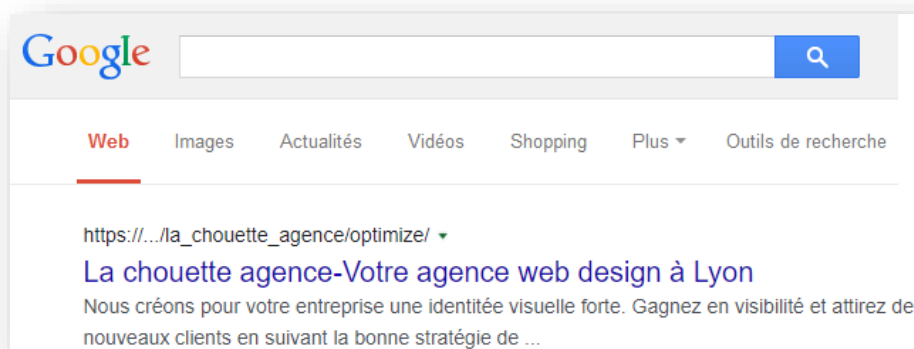 Google
Web Images Actualités Vidéos Shopping Plus Outils de recherche
https://.../la_chouette_agence/optimize/
La chouette agence-Votre agence web design à Lyon
Nous créons pour votre entreprise une identitée visuelle forte. Gagnez en visibilité et attirez de
nouveaux clients en suivant la bonne stratégie de ...